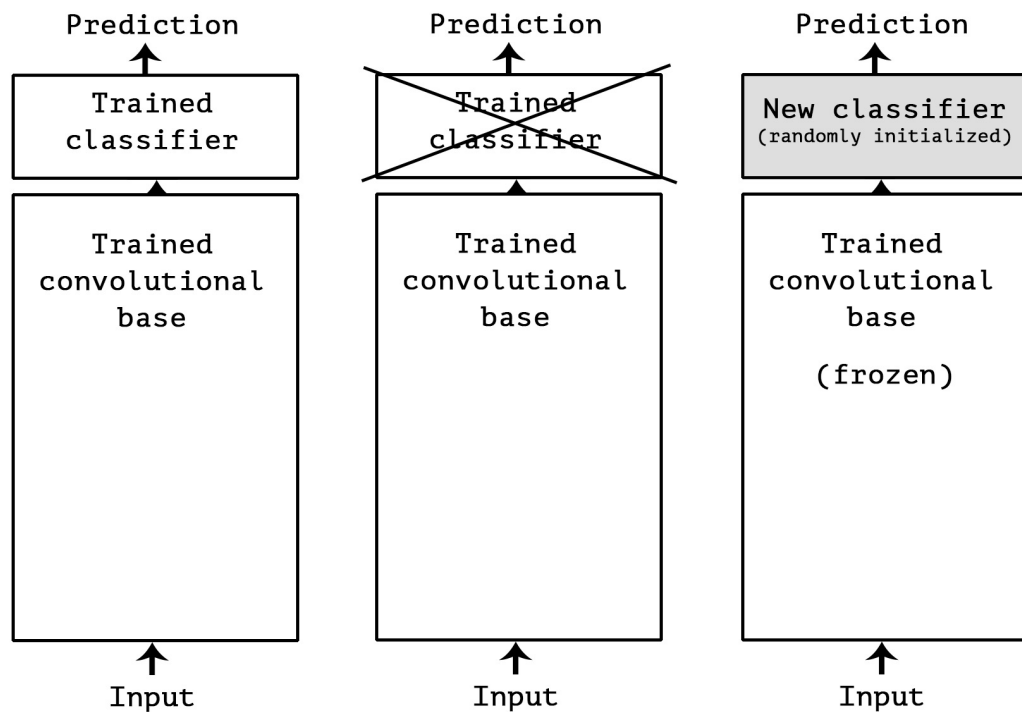 Prediction
Trained
classifier
Trained
convolutional
base
Input
Prediction
Trained
classifier
Trained
convolutional
base
Input
Prediction
New classifier
(randomly initialized)
Trained
convolutional
base
(frozen)
Input